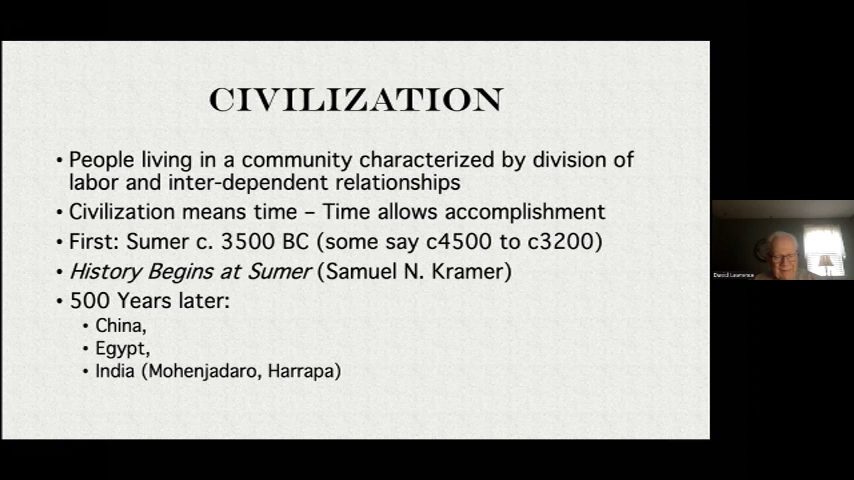 CIVILIZATION
• People living in a community characterized by division of
labor and inter-dependent relationships
• Civilization means time – Time allows accomplishment
• First: Sumer c. 3500 BC (some say c4500 to c3200)
• History Begins at Sumer (Samuel N. Kramer)
• 500 Years later:
• China,
• Egypt,
• India (Mohenjadaro, Harrapa)
David Lawrence